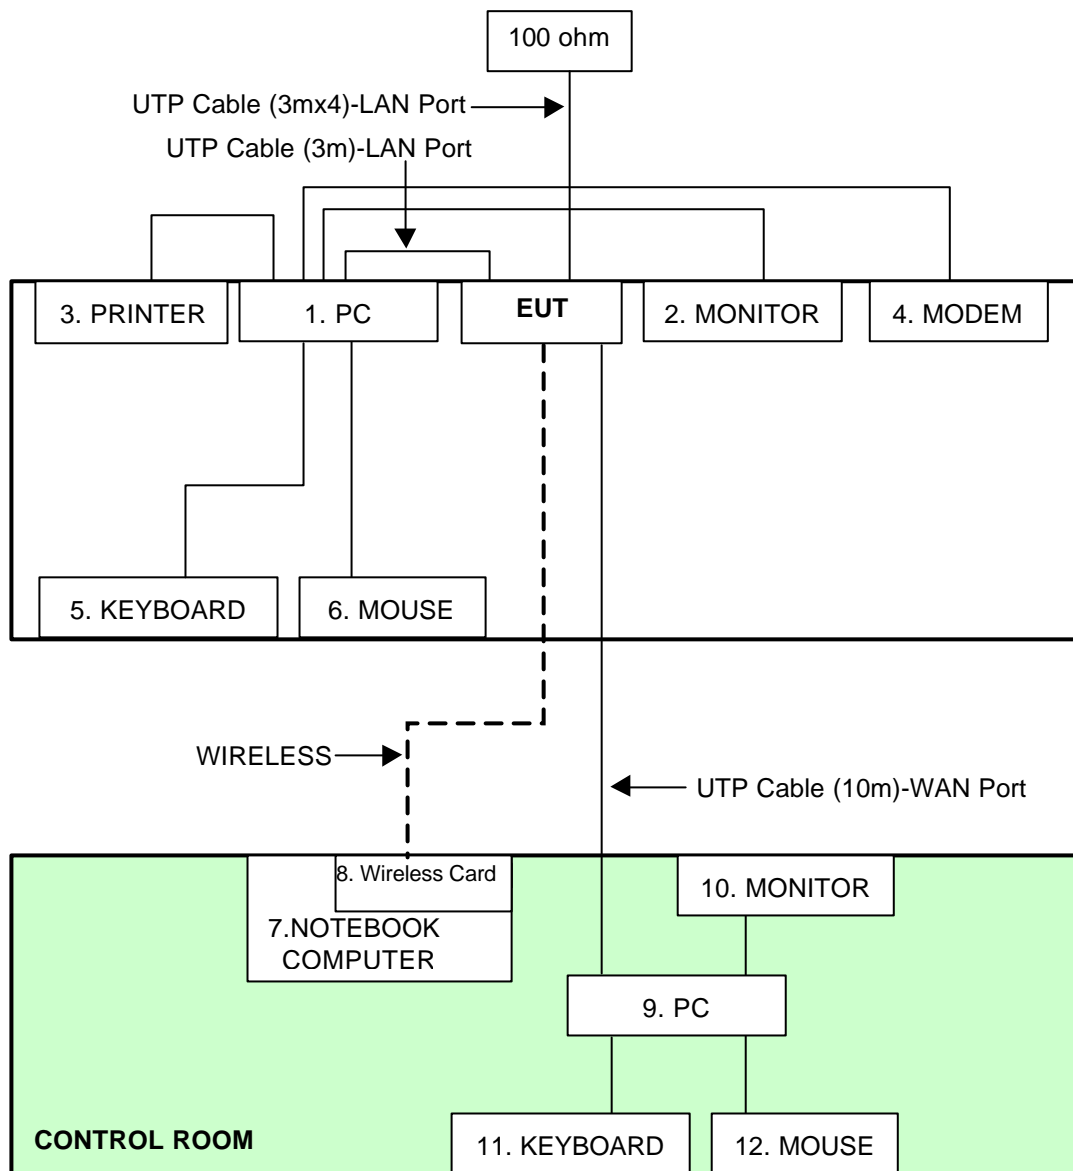 100 ohm
UTP Cable (3mx4)-LAN Port
UTP Cable (3m)-LAN Port
3. PRINTER
1. PC
EUT
2. MONITOR
4. MODEM
5. KEYBOARD
6. MOUSE
WIRELESS
UTP Cable (10m)-WAN Port
8. Wireless Card
7.NOTEBOOK
COMPUTER
10. MONITOR
9. PC
CONTROL ROOM
11. KEYBOARD
12. MOUSE